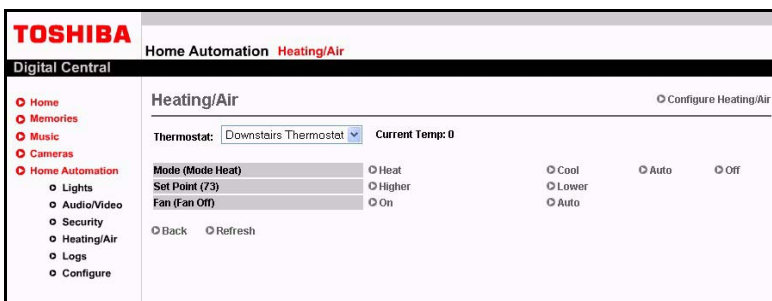 TOSHIBA
Home Automation Heating/Air
Digital Central
Home
Memories
Music
Cameras
Home Automation
Lights
Audio/Video
Security
Heating/Air
Logs
Configure
Heating/Air
Configure Heating/Air
Thermostat: Downstairs Thermostat Current Temp: 0
Mode (Mode Heat) Heat Cool Auto Off
Set Point (73) Higher Lower
Fan (Fan Off) On Auto
Back Refresh